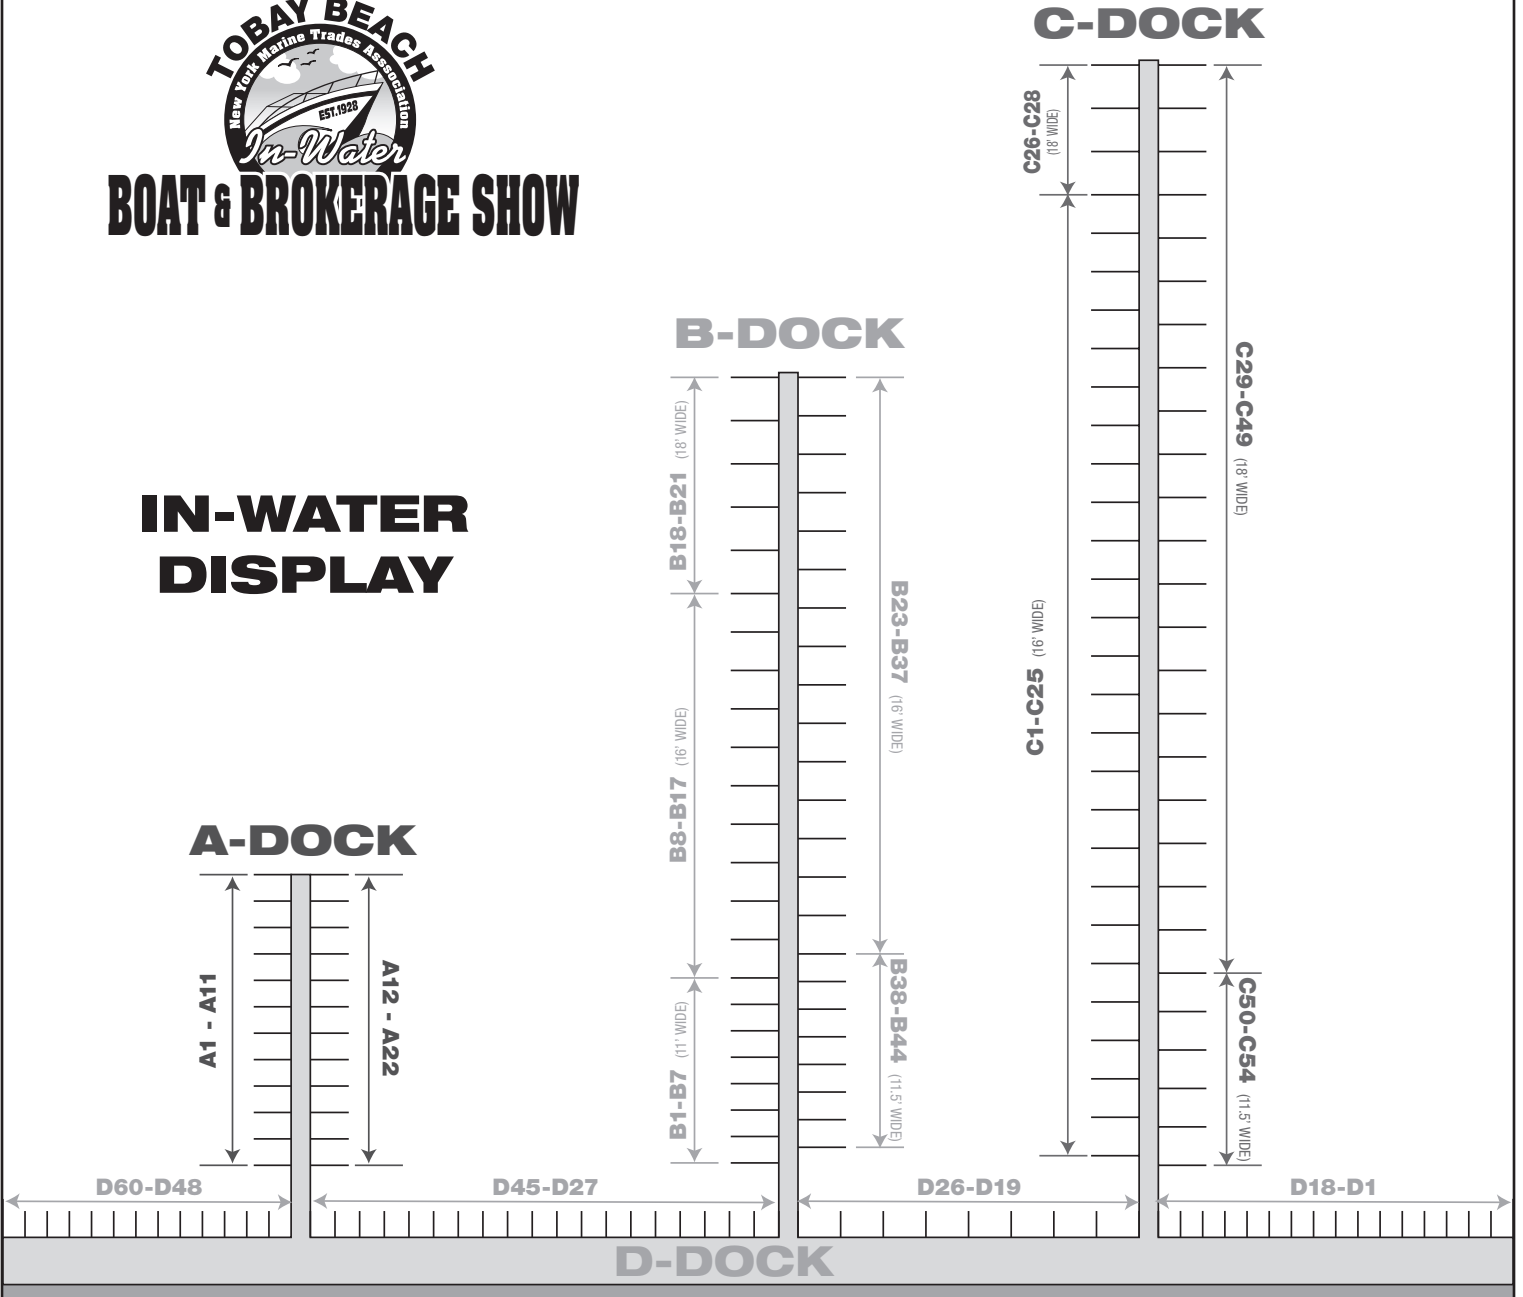 TOBAY BEACH
New York Marine Trades Asssociation
EST.1928
In-Water
BOAT & BROKERAGE SHOW
IN-WATER
DISPLAY
C-DOCK
C26-C28
(18' WIDE)
C29-C49 (18' WIDE)
C1-C25 (16' WIDE)
C50-C54 (11.5' WIDE)
B-DOCK
B18-B21 (18' WIDE)
B23-B37 (16' WIDE)
B8-B17 (16' WIDE)
B38-B44 (11.5' WIDE)
B1-B7 (11' WIDE)
A-DOCK
A1 - A11
A12 - A22
D60-D48
D45-D27
D26-D19
D18-D1
D-DOCK